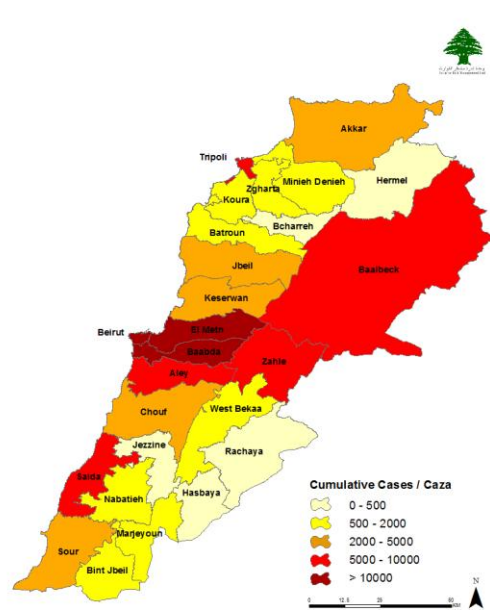 Akkar
Tripoli
Hermel
Minieh Denieh
Zgharta
Koura
Bcharreh
Batroun
Baalbeck
Jbeil
Keserwan
Beirut
El Metn
Baabda
Zahle
Aley
Chouf
West Bekaa
Jezzine
Rachaya
Saida
Hasbaya
Nabatieh
Marjeyoun
Sour
Bint Jbeil
Cumulative Cases / Caza
0 - 500
500 - 2000
2000 - 5000
5000 - 10000
> 10000
N